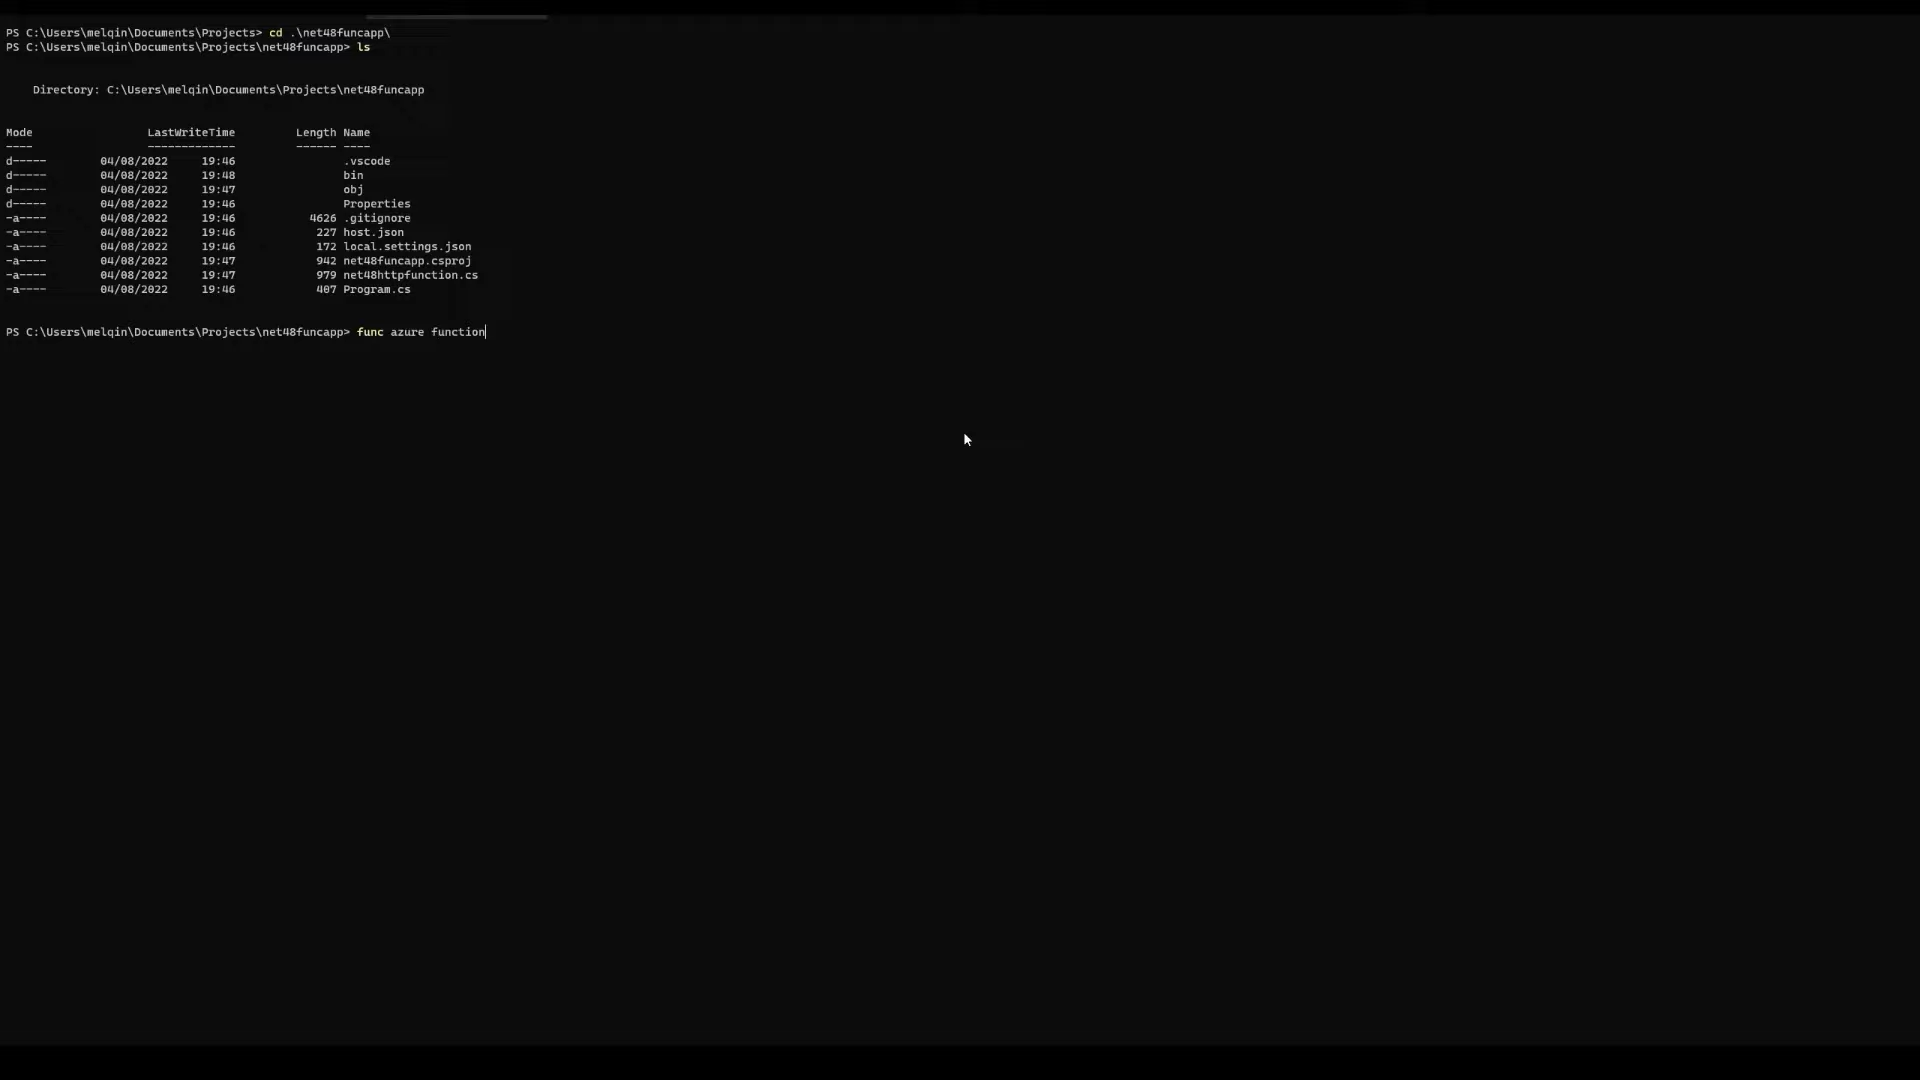 PS C:\Users\melqin\Documents\Projects> cd .\net48funcapp\
PS C:\Users\melqin\Documents\Projects\net48funcapp> ls
Directory: C:\Users\melqin\Documents\Projects\net48funcapp
Mode LastWriteTime Length Name
---- ------------- ------ ----
d----- 04/08/2022 19:46 .vscode
d----- 04/08/2022 19:48 bin
d----- 04/08/2022 19:47 obj
d----- 04/08/2022 19:46 Properties
-a---- 04/08/2022 19:46 4626 .gitignore
-a---- 04/08/2022 19:46 227 host.json
-a---- 04/08/2022 19:46 172 local.settings.json
-a---- 04/08/2022 19:47 942 net48funcapp.csproj
-a---- 04/08/2022 19:47 979 net48httpfunction.cs
-a---- 04/08/2022 19:46 407 Program.cs
PS C:\Users\melqin\Documents\Projects\net48funcapp> func azure function